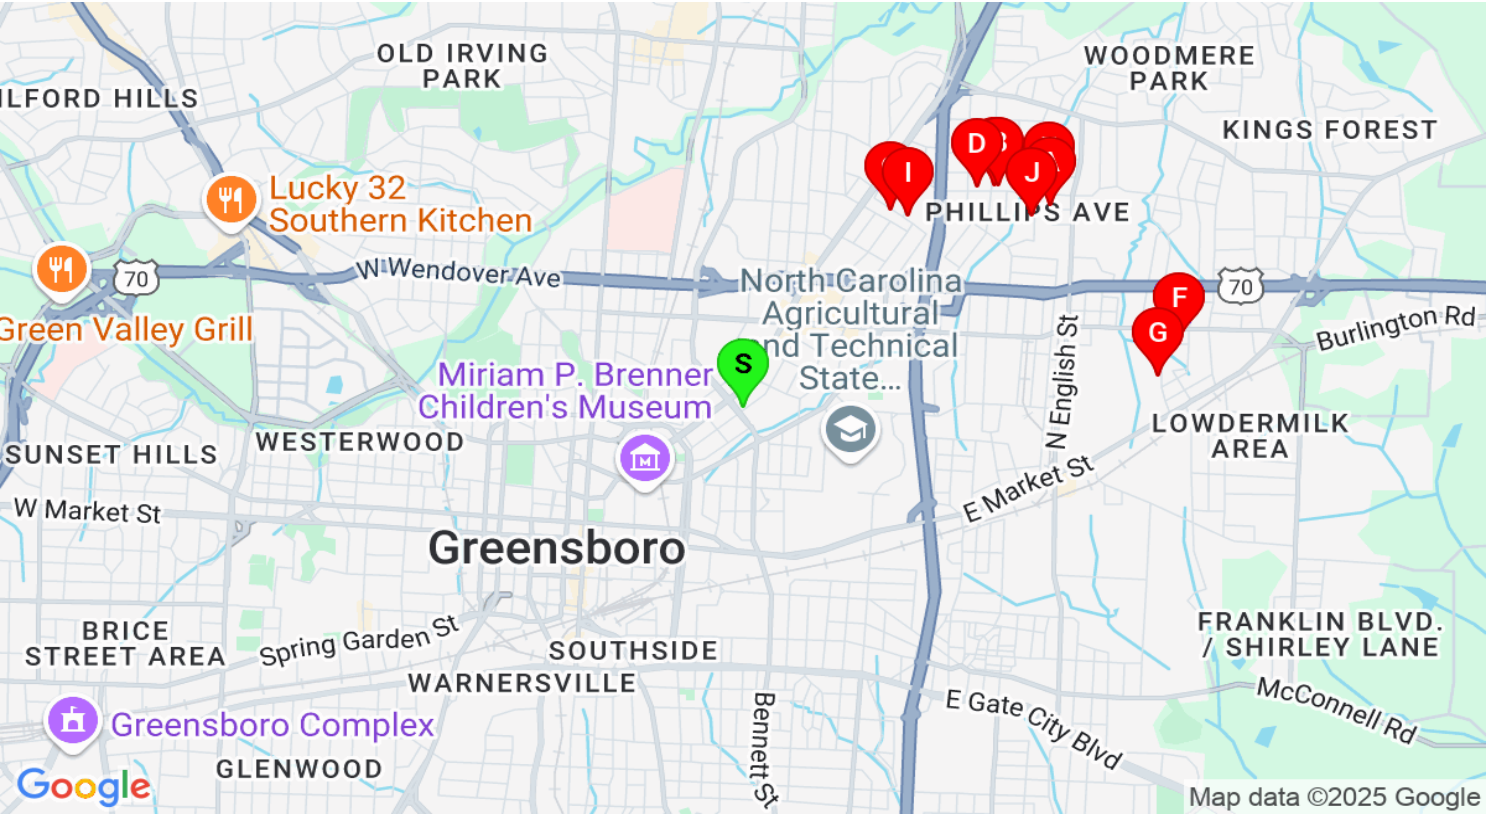 OLD IRVING
PARK
WOODMERE
PARK
ILFORD HILLS
KINGS FOREST
D
I
J
Lucky 32
Southern Kitchen
PHILLIPS AVE
W Wendover Ave
70
70
North Carolina
Agricultural
and Technical
State...
F
G
Green Valley Grill
Burlington Rd
S
N English St
Miriam P. Brenner
Children's Museum
LOWDERMILK
AREA
SUNSET HILLS
WESTERWOOD
W Market St
E Market St
Greensboro
BRICE
STREET AREA
Spring Garden St
SOUTHSIDE
FRANKLIN BLVD.
/ SHIRLEY LANE
WARNERSVILLE
Bennett St
E Gate City Blvd
McConnell Rd
Greensboro Complex
GLENWOOD
Google
Map data ©2025 Google